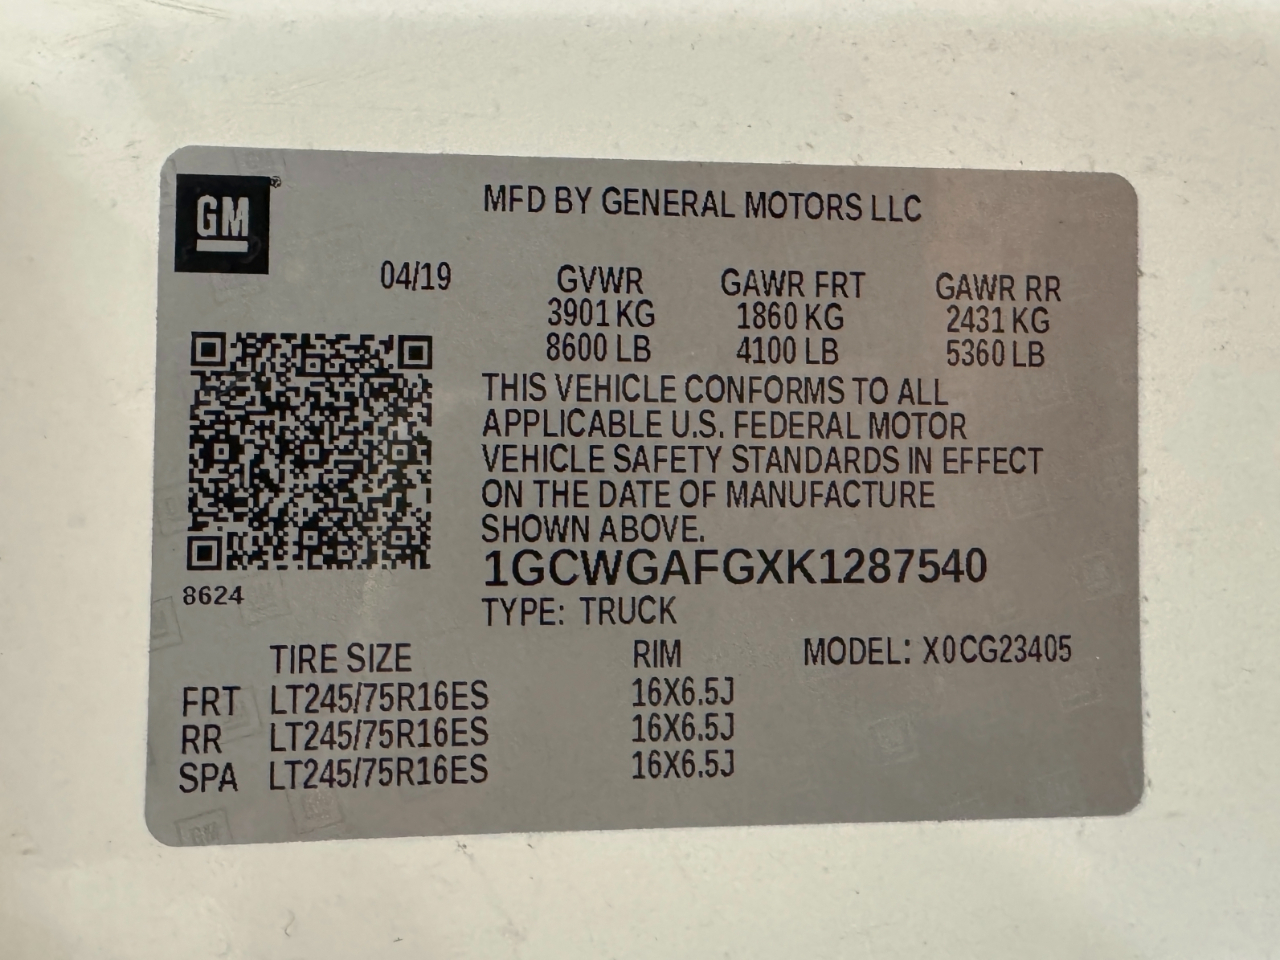 GM®
MFD BY GENERAL MOTORS LLC
04/19 GVWR GAWR FRT GAWR RR
3901 KG 1860 KG 2431 KG
8600 LB 4100 LB 5360 LB
THIS VEHICLE CONFORMS TO ALL
APPLICABLE U.S. FEDERAL MOTOR
VEHICLE SAFETY STANDARDS IN EFFECT
ON THE DATE OF MANUFACTURE
SHOWN ABOVE.
1GCWGAFGXK1287540
8624
TYPE: TRUCK
TIRE SIZE RIM MODEL: X0CG23405
FRT LT245/75R16ES 16X6.5J
RR LT245/75R16ES 16X6.5J
SPA LT245/75R16ES 16X6.5J